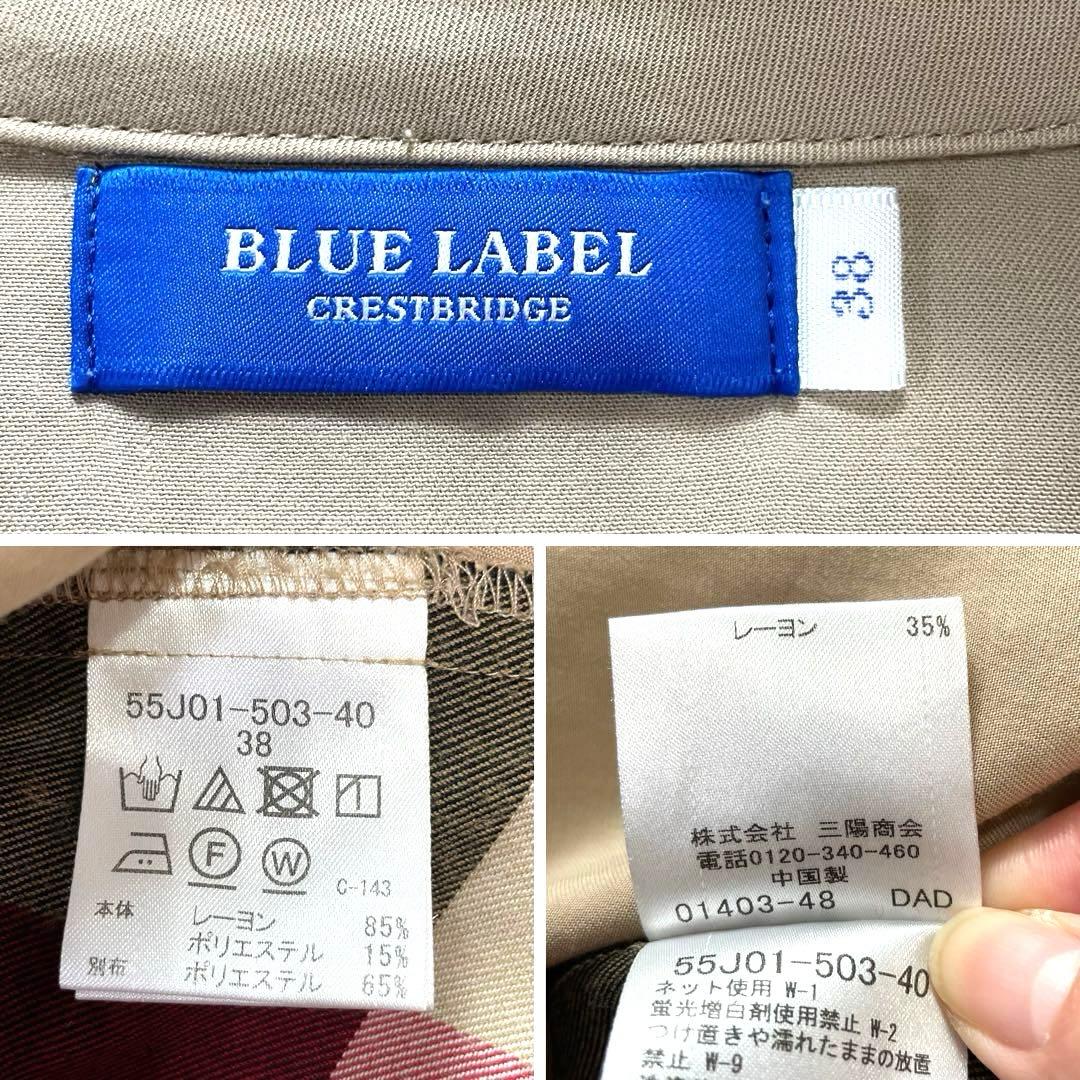 BLUE LABEL
CRESTBRIDGE
38
55J01-503-40
38
F
W
C-143
本体 レーヨン 85%
ポリエステル 15%
別布 ポリエステル 65%
レーヨン 35%
株式会社 三陽商会
電話0120-340-460
中国製
01403-48 DAD
55J01-503-40
ネット使用 W-1
蛍光増白剤使用禁止 W-2
つけ置きや濡れたままの放置
禁止 W-9